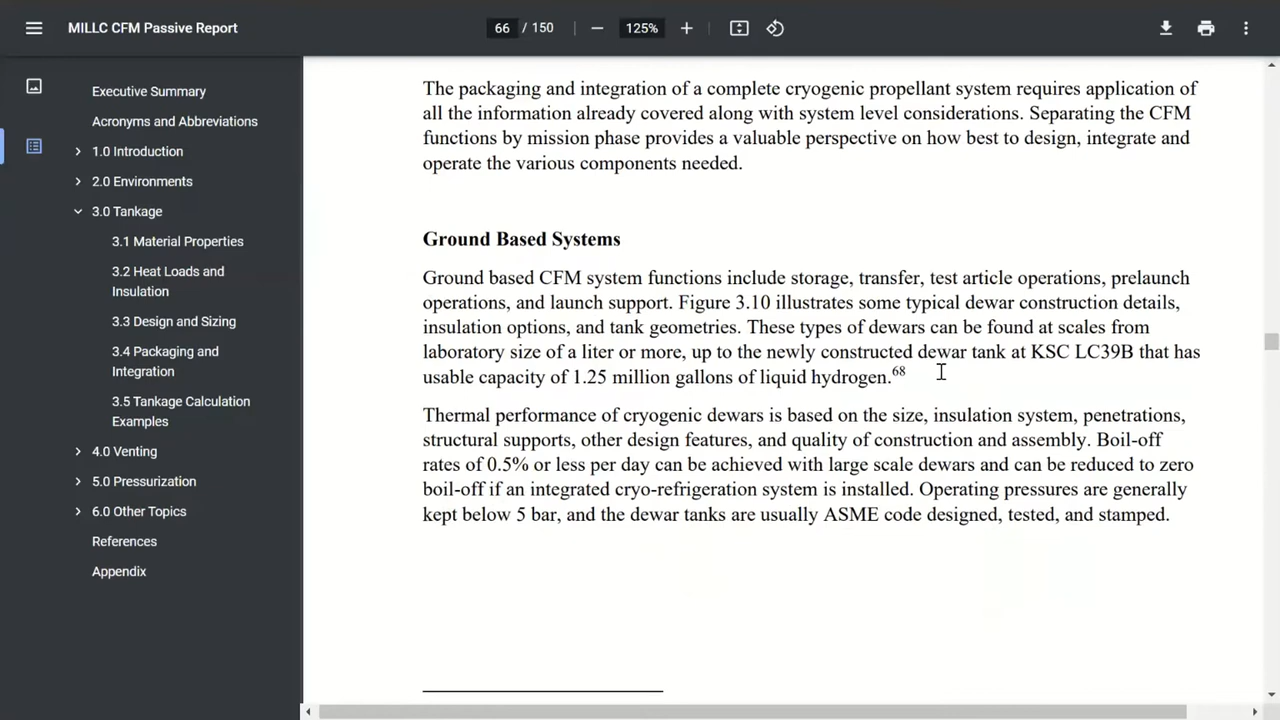 MILLC CFM Passive Report
66 / 150
125%
Executive Summary
Acronyms and Abbreviations
1.0 Introduction
2.0 Environments
3.0 Tankage
3.1 Material Properties
3.2 Heat Loads and
Insulation
3.3 Design and Sizing
3.4 Packaging and
Integration
3.5 Tankage Calculation
Examples
4.0 Venting
5.0 Pressurization
6.0 Other Topics
References
Appendix
The packaging and integration of a complete cryogenic propellant system requires application of
all the information already covered along with system level considerations. Separating the CFM
functions by mission phase provides a valuable perspective on how best to design, integrate and
operate the various components needed.
Ground Based Systems
Ground based CFM system functions include storage, transfer, test article operations, prelaunch
operations, and launch support. Figure 3.10 illustrates some typical dewar construction details,
insulation options, and tank geometries. These types of dewars can be found at scales from
laboratory size of a liter or more, up to the newly constructed dewar tank at KSC LC39B that has
usable capacity of 1.25 million gallons of liquid hydrogen.68
Thermal performance of cryogenic dewars is based on the size, insulation system, penetrations,
structural supports, other design features, and quality of construction and assembly. Boil-off
rates of 0.5% or less per day can be achieved with large scale dewars and can be reduced to zero
boil-off if an integrated cryo-refrigeration system is installed. Operating pressures are generally
kept below 5 bar, and the dewar tanks are usually ASME code designed, tested, and stamped.